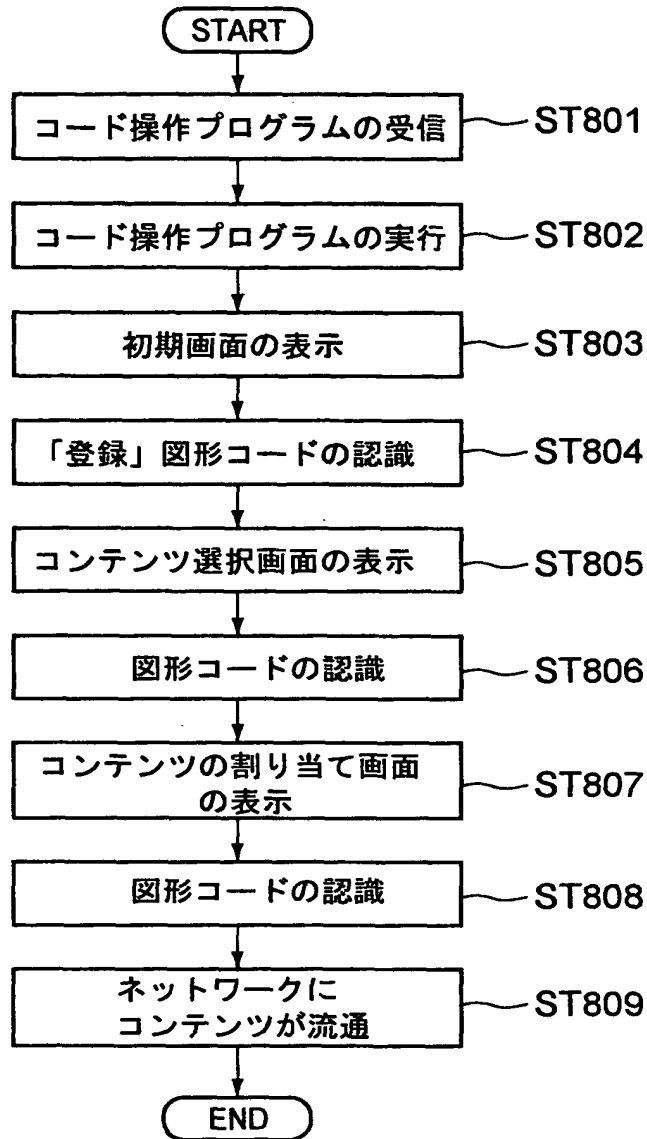 START
コード操作プログラムの受信
ST801
コード操作プログラムの実行
ST802
初期画面の表示
ST803
「登録」図形コードの認識
ST804
コンテンツ選択画面の表示
ST805
図形コードの認識
ST806
コンテンツの割り当て画面
の表示
ST807
図形コードの認識
ST808
ネットワークに
コンテンツが流通
ST809
END